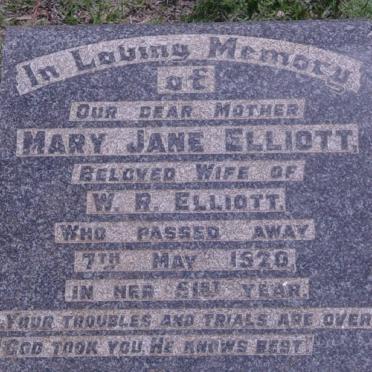 In Loving Memory
of
OUR DEAR MOTHER
MARY JANE ELLIOTT.
BELOVED WIFE OF
W. R. ELLIOTT.
WHO PASSED AWAY
7TH MAY 1920
IN HER 61ST YEAR.
YOUR TROUBLES AND TRIALS ARE OVER
GOD TOOK YOU, HE KNOWS BEST.